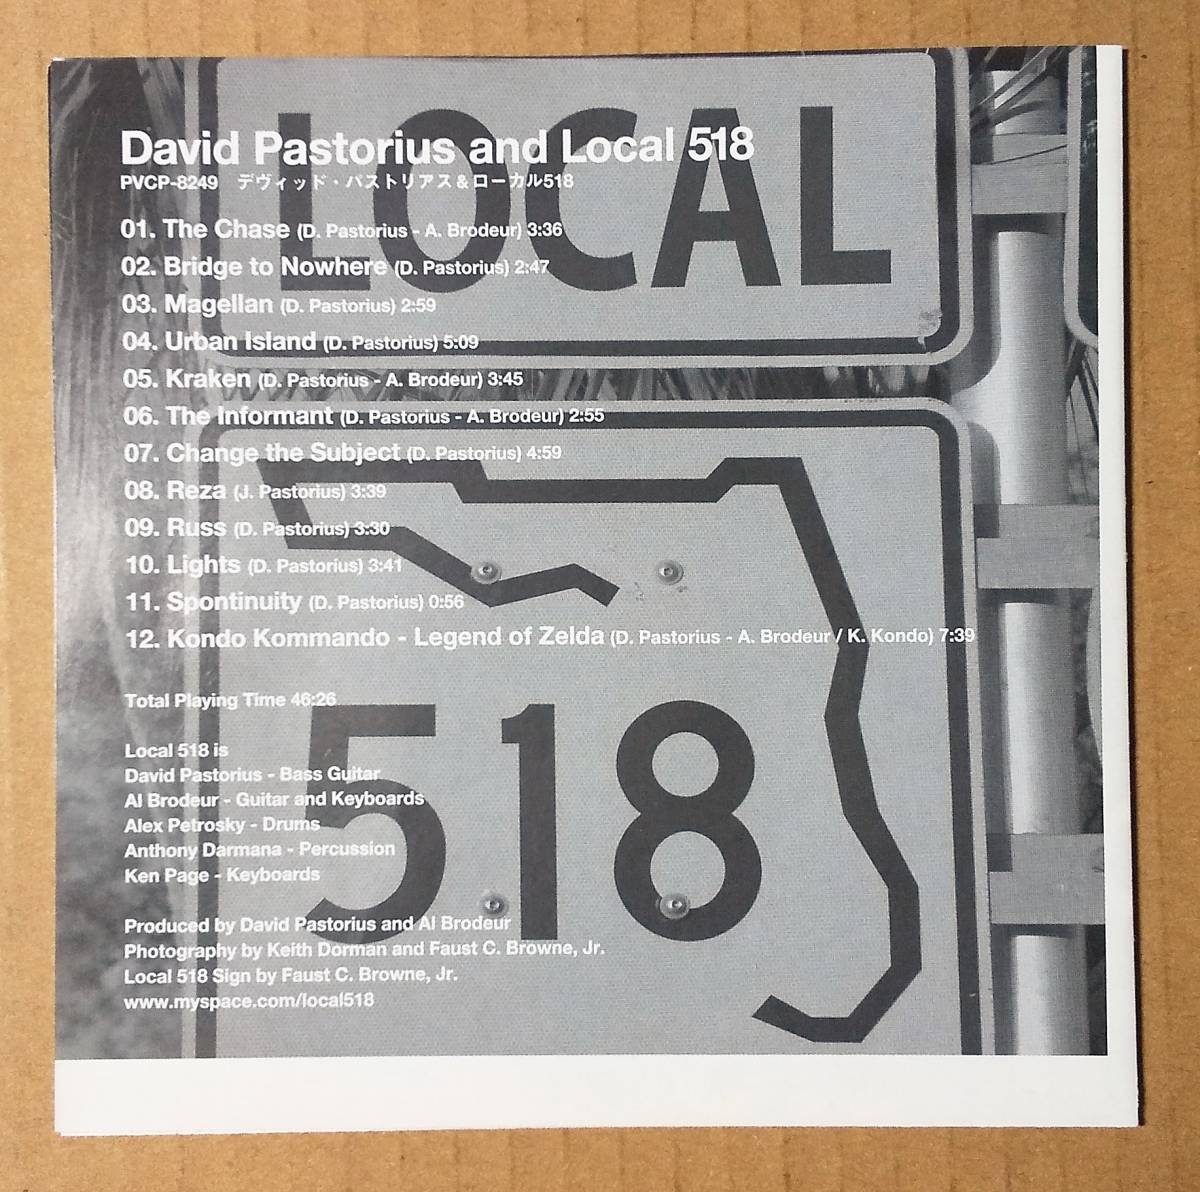 LOCAL
David Pastorius and Local 518
PVCP-8249 デヴィッド・パストリアス&ローカル518
01. The Chase (D. Pastorius - A. Brodeur) 3:36
02. Bridge to Nowhere (D. Pastorius) 2:47
03. Magellan (D. Pastorius) 2:59
04. Urban Island (D. Pastorius) 5:09
05. Kraken (D. Pastorius - A. Brodeur) 3:45
06. The Informant (D. Pastorius - A. Brodeur) 2:55
07. Change the Subject (D. Pastorius) 4:59
08. Reza (J. Pastorius) 3:39
09. Russ (D. Pastorius) 3:30
10. Lights (D. Pastorius) 3:41
11. Spontinuity (D. Pastorius) 0:56
12. Kondo Kommando - Legend of Zelda (D. Pastorius - A. Brodeur / K. Kondo) 7:39
Total Playing Time 46:26
518
Local 518 is
David Pastorius - Bass Guitar
Al Brodeur - Guitar and Keyboards
Alex Petrosky - Drums
Anthony Darmana - Percussion
Ken Page - Keyboards
Produced by David Pastorius and Al Brodeur
Photography by Keith Dorman and Faust C. Browne, Jr.
Local 518 Sign by Faust C. Browne, Jr.
www.myspace.com/local518